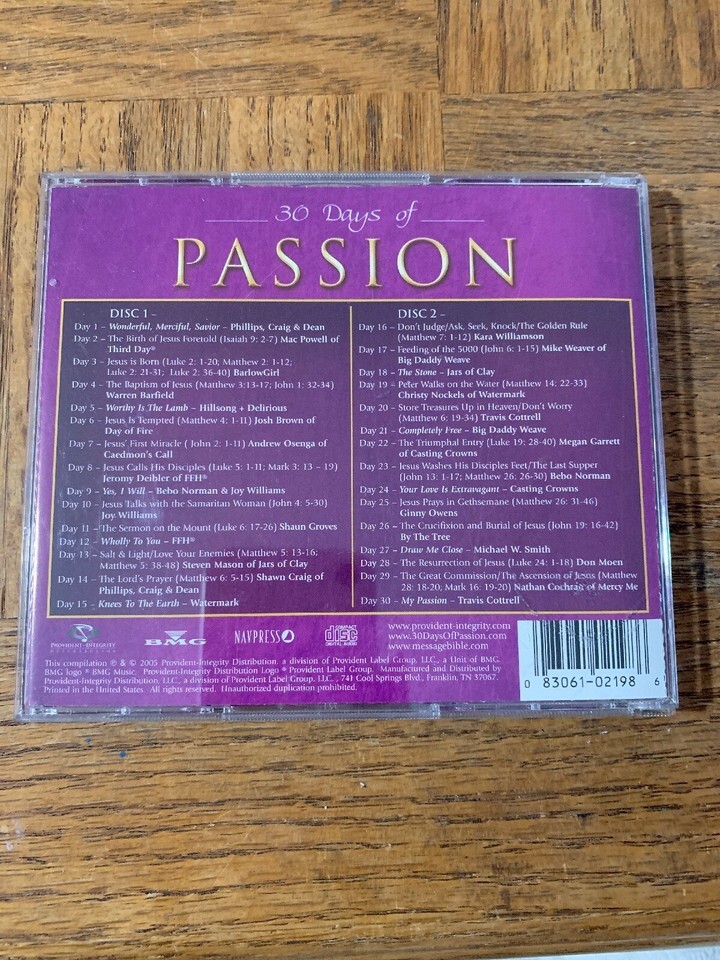 30 Days of
PASSION
DISC 1 –
Day 1 – Wonderful, Merciful, Savior – Phillips, Craig & Dean
Day 2 – The Birth of Jesus Foretold (Isaiah 9: 2-7) Mac Powell of
Third Day®
Day 3 – Jesus is Born (Luke 2: 1-20; Matthew 2: 1-12;
Luke 2: 21-31; Luke 2: 36-40) BarlowGirl
Day 4 – The Baptism of Jesus (Matthew 3:13-17; John 1: 32-34)
Warren Barfield
Day 5 – Worthy Is The Lamb – Hillsong + Delirious
Day 6 – Jesus Is Tempted (Matthew 4: 1-11) Josh Brown of
Day of Fire
Day 7 – Jesus' First Miracle ( John 2: 1-11) Andrew Osenga of
Caedmon's Call
Day 8 – Jesus Calls His Disciples (Luke 5: 1-11; Mark 3: 13 – 19)
Jeromy Deibler of FFH®
Day 9 – Yes, I Will – Bebo Norman & Joy Williams
Day 10 – Jesus Talks with the Samaritan Woman (John 4: 5-30)
Joy Williams
Day 11 – The Sermon on the Mount (Luke 6: 17-26) Shaun Groves
Day 12 – Wholly To You – FFH®
Day 13 – Salt & Light/Love Your Enemies (Matthew 5: 13-16;
Matthew 5: 38-48) Steven Mason of Jars of Clay
Day 14 – The Lord's Prayer (Matthew 6: 5-15) Shawn Craig of
Phillips, Craig & Dean
Day 15 – Knees To The Earth – Watermark
DISC 2 –
Day 16 – Don't Judge/Ask, Seek, Knock/The Golden Rule
(Matthew 7: 1-12) Kara Williamson
Day 17 – Feeding of the 5000 (John 6: 1-15) Mike Weaver of
Big Daddy Weave
Day 18 – The Stone – Jars of Clay
Day 19 – Peter Walks on the Water (Matthew 14: 22-33)
Christy Nockels of Watermark
Day 20 – Store Treasures Up in Heaven/Don't Worry
(Matthew 6: 19-34) Travis Cottrell
Day 21 – Completely Free – Big Daddy Weave
Day 22 – The Triumphal Entry (Luke 19: 28-40) Megan Garrett
of Casting Crowns
Day 23 – Jesus Washes His Disciples Feet/The Last Supper
(John 13: 1-17; Matthew 26: 26-30) Bebo Norman
Day 24 – Your Love Is Extravagant – Casting Crowns
Day 25 – Jesus Prays in Gethsemane (Matthew 26: 31-46)
Ginny Owens
Day 26 – The Crucifixion and Burial of Jesus (John 19: 16-42)
By The Tree
Day 27 – Draw Me Close – Michael W. Smith
Day 28 – The Resurrection of Jesus (Luke 24: 1-18) Don Moen
Day 29 – The Great Commission/The Ascension of Jesus (Matthew
28: 18-20; Mark 16: 19-20) Nathan Cochran of Mercy Me
Day 30 – My Passion – Travis Cottrell
PROVIDENT-INTEGRITY
DISTRIBUTION
BMG
NAVPRESS
COMPACT
disc
DIGITAL AUDIO
www.provident-integrity.com
www.30DaysOfPassion.com
www.messagebible.com
This compilation ℗ & © 2005 Provident-Integrity Distribution, a division of Provident Label Group, LLC., a Unit of BMG.
BMG logo ® BMG Music. Provident-Integrity Distribution Logo ® Provident Label Group. Manufactured and Distributed by
Provident-Integrity Distribution, a division of Provident Label Group, LLC., 741 Cool Springs Blvd., Franklin, TN 37067.
Printed in the United States. All rights reserved. Unauthorized duplication prohibited.
0 83061-02198 6